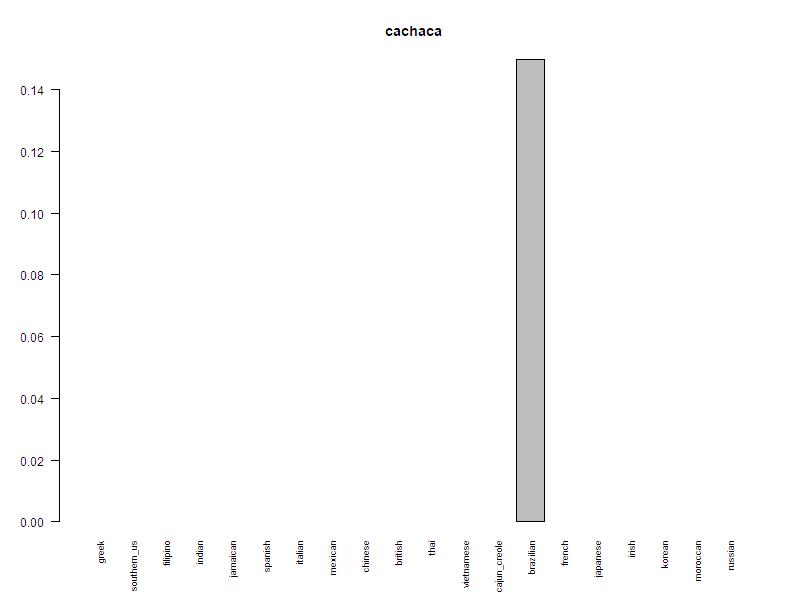 cachaca
0.14
0.12
0.10
0.08
0.06
0.04
0.02
0.00
greek
southern_us
filipino
indian
jamaican
spanish
italian
mexican
chinese
british
thai
vietnamese
cajun_creole
brazilian
french
japanese
irish
korean
moroccan
russian